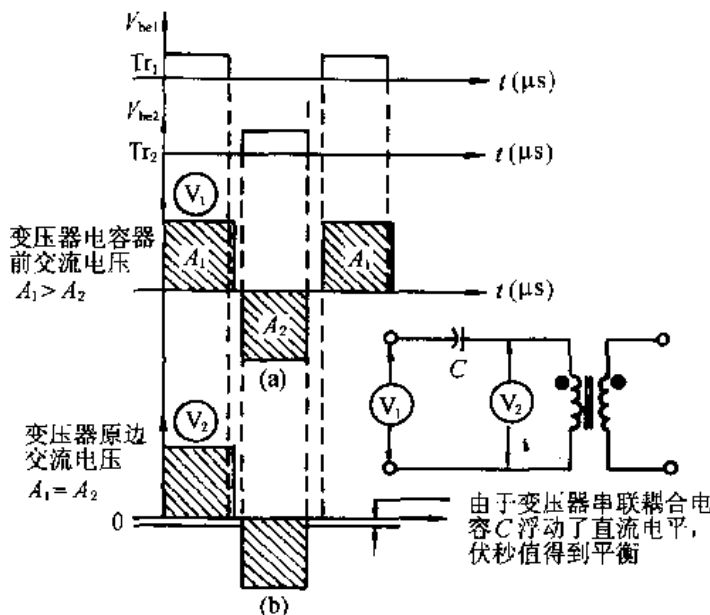 V_be1
Tr₁
t(μs)
V_be2
Tr₂
t(μs)
V₁
变压器电容器
前交流电压
A₁>A₂
A₁
A₁
t(μs)
A₂
(a)
C
V₁
V₂
V₂
变压器原边
交流电压
A₁=A₂
0
由于变压器串联耦合电
容C浮动了直流电平,
伏秒值得到平衡
(b)